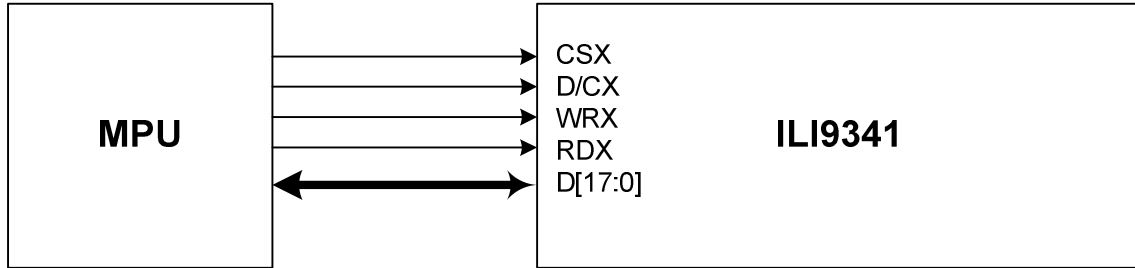 MPU
CSX
D/CX
WRX
RDX
D[17:0]
ILI9341